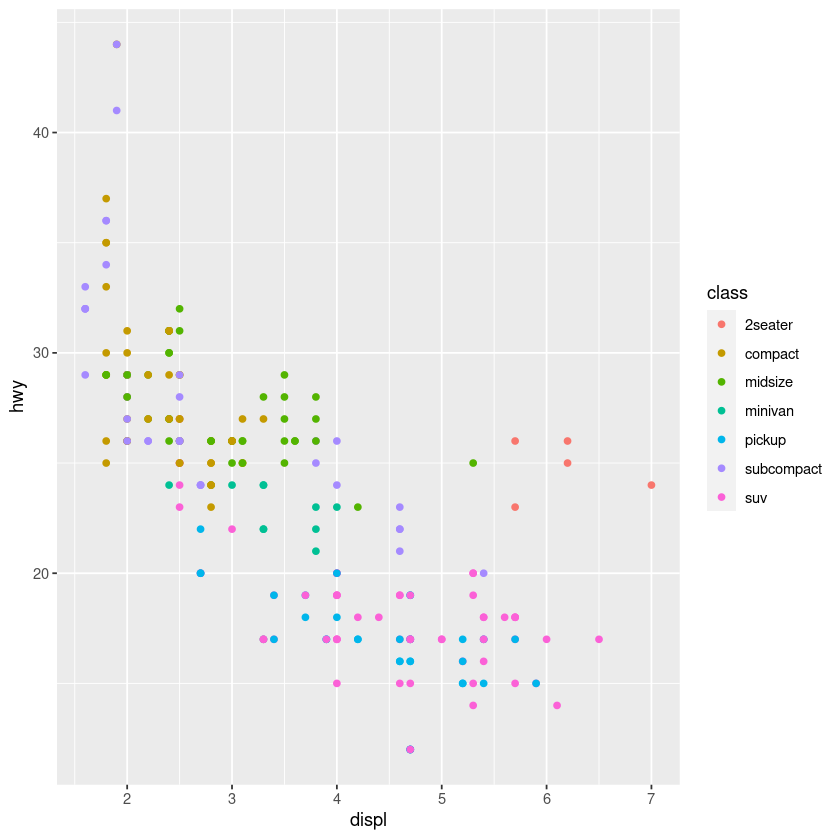 hwy
40
30
20
2
3
4
5
6
7
displ
class
2seater
compact
midsize
minivan
pickup
subcompact
suv